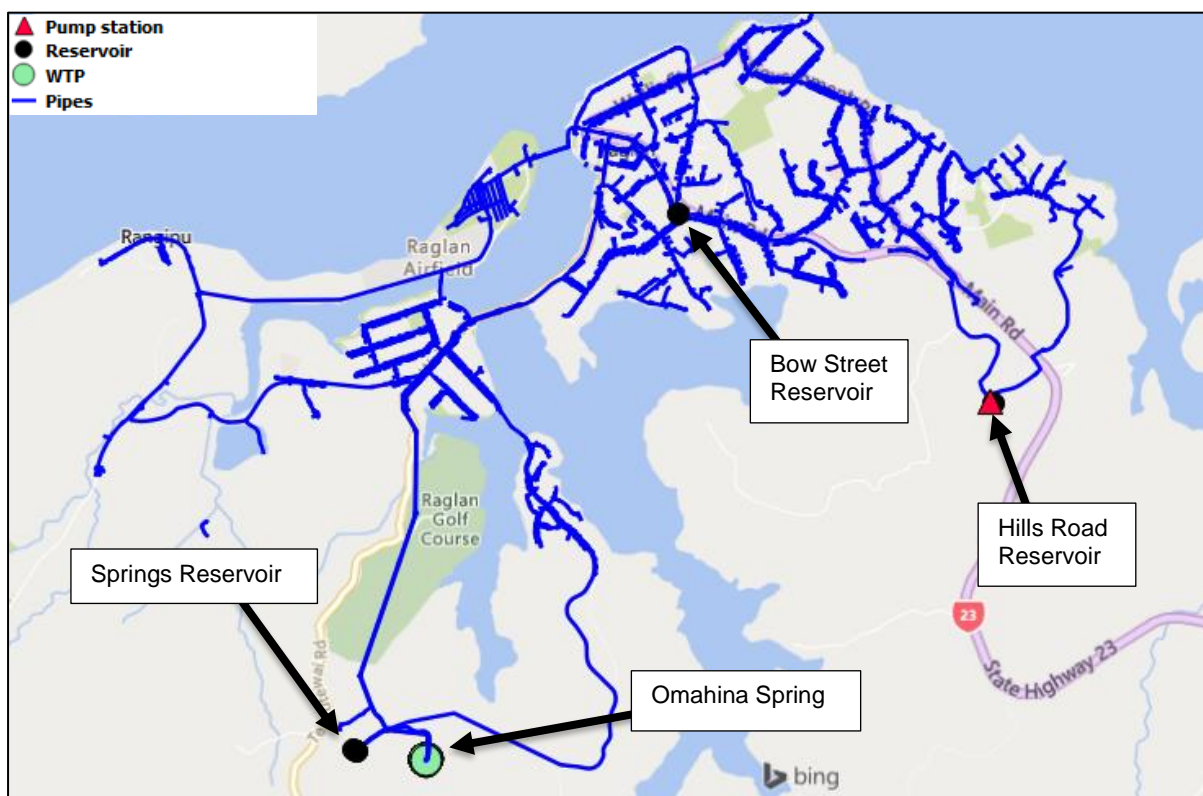 Pump station
Reservoir
WTP
Pipes
Rangipu
Raglan
Airfield
Main Rd
Bow Street
Reservoir
Hills Road
Reservoir
Raglan
Golf
Course
Springs Reservoir
23
State Highway 23
Omahina Spring
bing